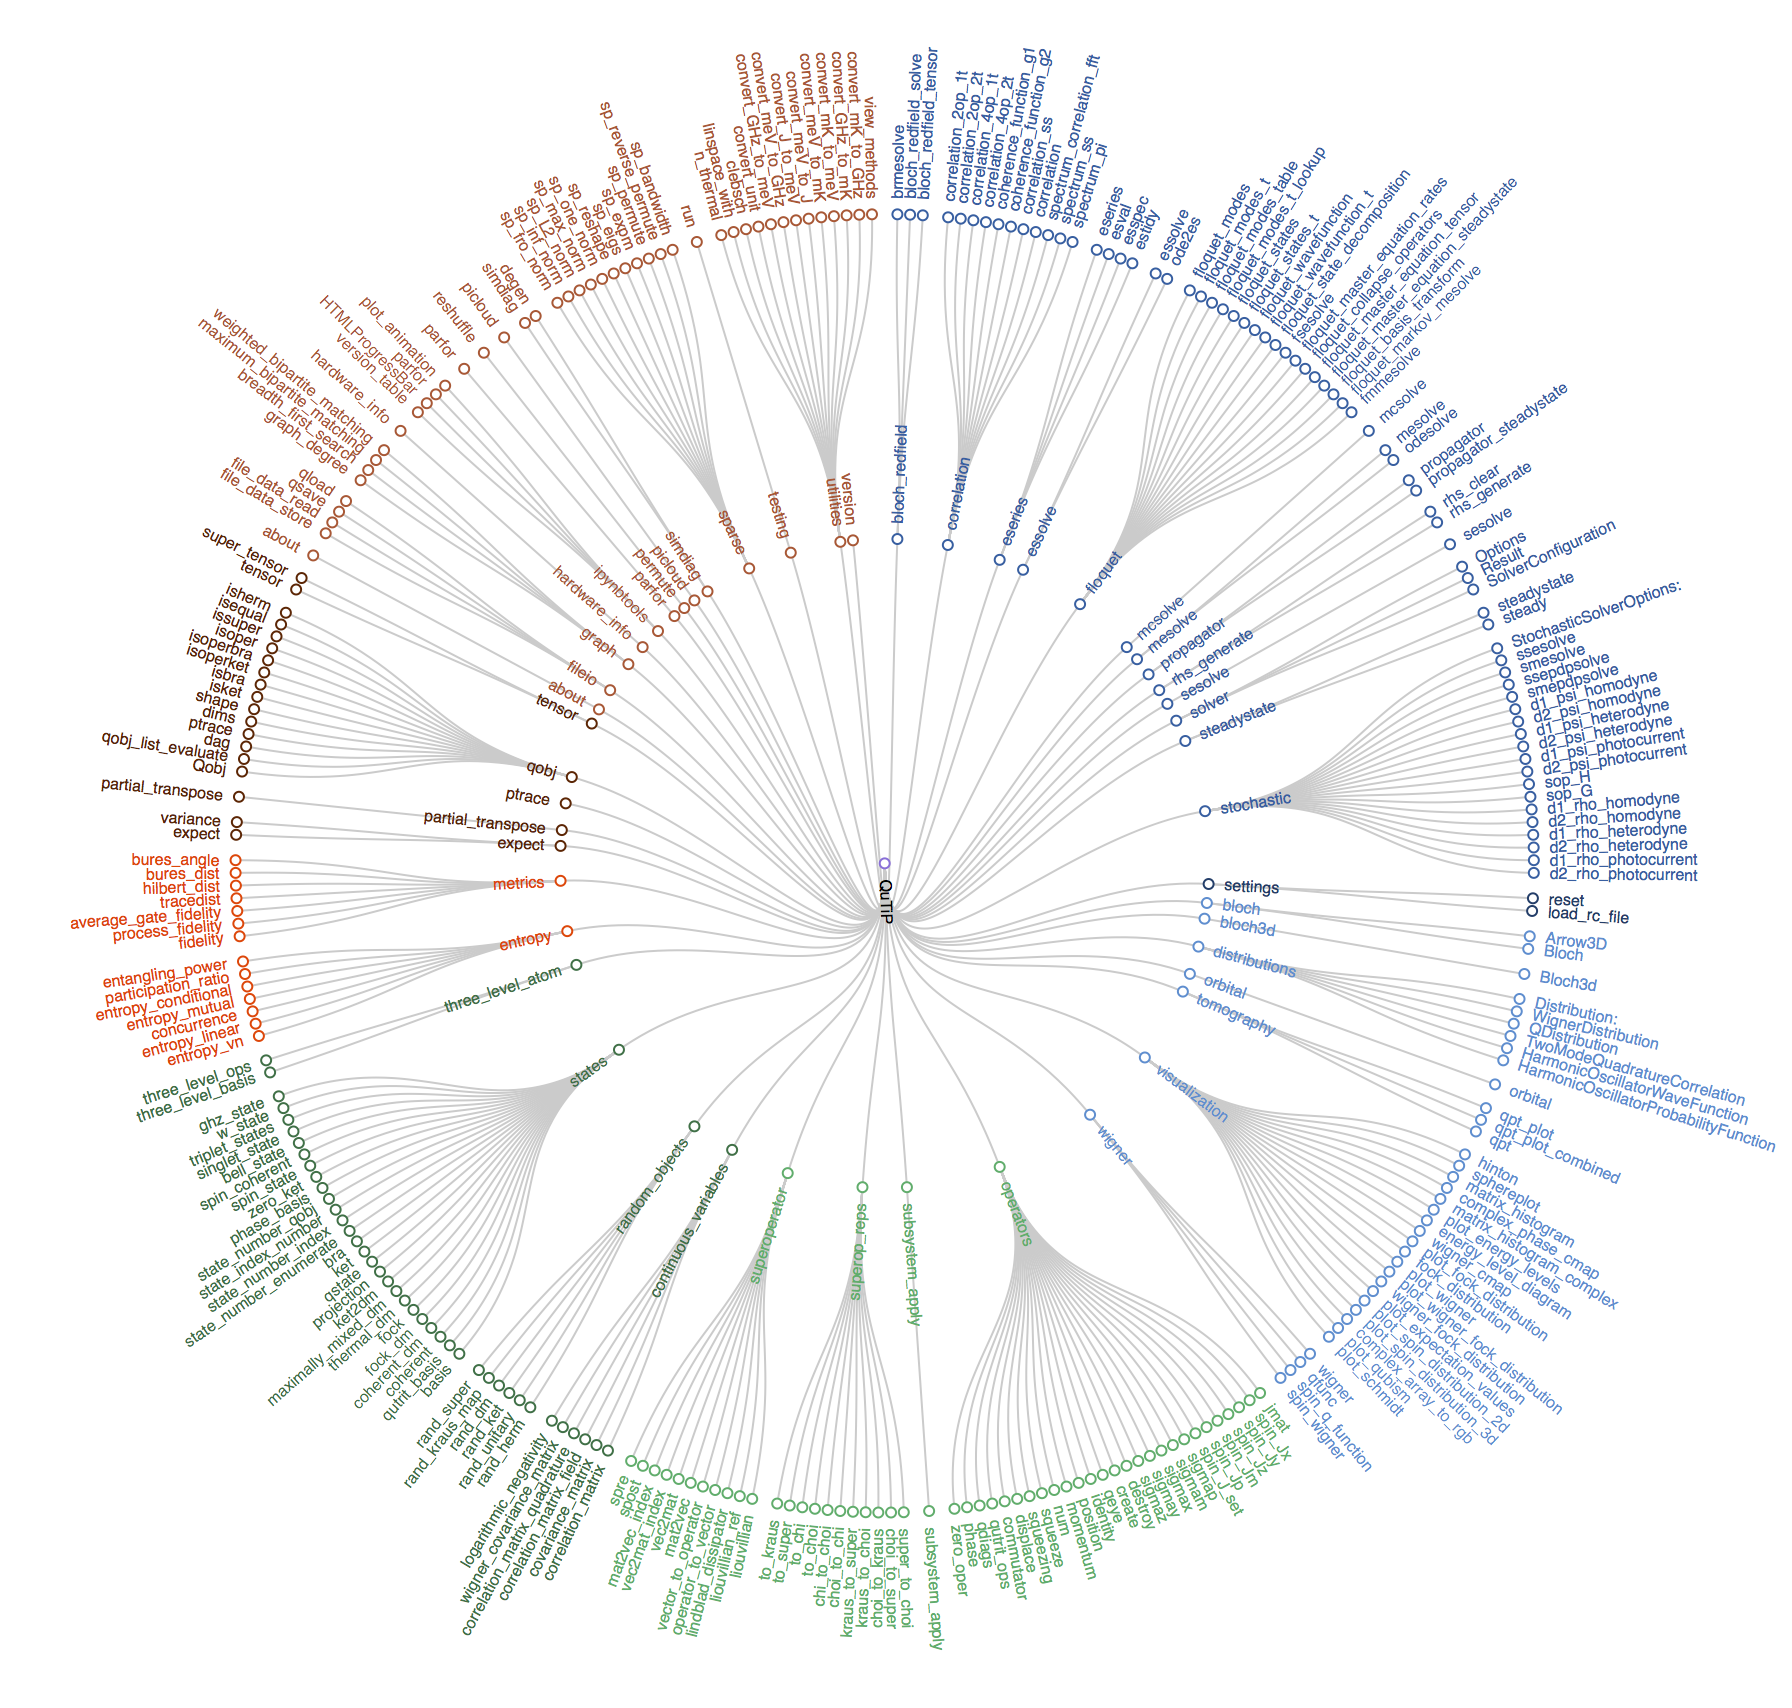 QuTiP
bloch_redfield
brmesolve
bloch_redfield_solve
bloch_redfield_tensor
correlation
correlation_2op_1t
correlation_2op_2t
correlation_4op_1t
correlation_4op_2t
coherence_function_g1
coherence_function_g2
correlation_ss
correlation
spectrum_correlation_fft
spectrum_ss
spectrum_pi
eseries
eseries
esval
esspec
estidy
essolve
essolve
ode2es
floquet
floquet_modes
floquet_modes_t
floquet_modes_table
floquet_modes_t_lookup
floquet_states
floquet_states_t
floquet_wavefunction
floquet_wavefunction_t
floquet_state_decomposition
fsesolve
floquet_master_equation_rates
floquet_collapse_operators
floquet_master_equation_tensor
floquet_master_equation_steadystate
floquet_basis_transform
floquet_markov_mesolve
fmmesolve
mcsolve
mcsolve
mesolve
mesolve
odesolve
propagator
propagator
propagator_steadystate
rhs_generate
rhs_clear
rhs_generate
sesolve
sesolve
solver
Options
Result
SolverConfiguration
steadystate
steadystate
steady
stochastic
StochasticSolverOptions:
ssesolve
smesolve
ssepdpsolve
smepdpsolve
d1_psi_homodyne
d2_psi_homodyne
d1_psi_heterodyne
d2_psi_heterodyne
d1_psi_photocurrent
d2_psi_photocurrent
sop_H
sop_G
d1_rho_homodyne
d2_rho_homodyne
d1_rho_heterodyne
d2_rho_heterodyne
d1_rho_photocurrent
d2_rho_photocurrent
settings
reset
load_rc_file
bloch
Arrow3D
Bloch
bloch3d
Bloch3d
distributions
Distribution:
WignerDistribution
QDistribution
TwoModeQuadratureCorrelation
HarmonicOscillatorWaveFunction
HarmonicOscillatorProbabilityFunction
orbital
orbital
tomography
qpt_plot
qpt_plot_combined
qpt
visualization
hinton
sphereplot
matrix_histogram
complex_phase_cmap
matrix_histogram_complex
plot_energy_levels
energy_level_diagram
wigner_cmap
plot_fock_distribution
fock_distribution
plot_wigner
plot_wigner_fock_distribution
wigner_fock_distribution
plot_expectation_values
plot_spin_distribution_2d
plot_spin_distribution_3d
complex_array_to_rgb
plot_qubism
plot_schmidt
wigner
wigner
qfunc
spin_q_function
spin_wigner
operators
jmat
spin_Jx
spin_Jy
spin_Jz
spin_Jm
spin_Jp
spin_J_set
sigmap
sigmam
sigmax
sigmay
sigmaz
destroy
create
qeye
identity
position
momentum
num
squeeze
squeezing
displace
commutator
qutrit_ops
qdiags
phase
zero_oper
subsystem_apply
subsystem_apply
superop_reps
super_to_choi
choi_to_super
choi_to_kraus
kraus_to_choi
kraus_to_super
choi_to_chi
chi_to_choi
to_choi
to_chi
to_super
to_kraus
superoperator
liouvillian
liouvillian_ref
lindblad_dissipator
operator_to_vector
vector_to_operator
mat2vec
vec2mat
vec2mat_index
mat2vec_index
spost
spre
continuous_variables
correlation_matrix
covariance_matrix
correlation_matrix_field
correlation_matrix_quadrature
wigner_covariance_matrix
logarithmic_negativity
random_objects
rand_herm
rand_unitary
rand_ket
rand_dm
rand_kraus_map
rand_super
states
basis
qutrit_basis
coherent
coherent_dm
fock_dm
fock
thermal_dm
maximally_mixed_dm
ket2dm
projection
qstate
ket
bra
state_number_enumerate
state_number_index
state_index_number
state_number_qobj
phase_basis
zero_ket
spin_state
spin_coherent
bell_state
singlet_state
triplet_states
w_state
ghz_state
three_level_atom
three_level_basis
three_level_ops
entropy
entropy_vn
entropy_linear
concurrence
entropy_mutual
entropy_conditional
participation_ratio
entangling_power
metrics
fidelity
process_fidelity
average_gate_fidelity
tracedist
hilbert_dist
bures_dist
bures_angle
expect
expect
variance
partial_transpose
partial_transpose
ptrace
qobj
Qobj
qobj_list_evaluate
dag
ptrace
dims
shape
isket
isbra
isoperket
isoperbra
isoper
issuper
isequal
isherm
tensor
tensor
super_tensor
about
about
fileio
file_data_store
file_data_read
qsave
qload
graph
graph_degree
breadth_first_search
maximum_bipartite_matching
weighted_bipartite_matching
hardware_info
hardware_info
ipynbtools
version_table
HTMLProgressBar
parfor
plot_animation
parfor
parfor
permute
reshuffle
picloud
picloud
simdiag
simdiag
degen
sparse
sp_fro_norm
sp_inf_norm
sp_L2_norm
sp_max_norm
sp_one_norm
sp_reshape
sp_eigs
sp_expm
sp_permute
sp_reverse_permute
sp_bandwidth
testing
run
utilities
n_thermal
linspace_with
clebsch
convert_unit
convert_GHz_to_meV
convert_meV_to_GHz
convert_J_to_meV
convert_meV_to_J
convert_meV_to_mK
convert_mK_to_meV
convert_GHz_to_mK
convert_mK_to_GHz
view_methods
version